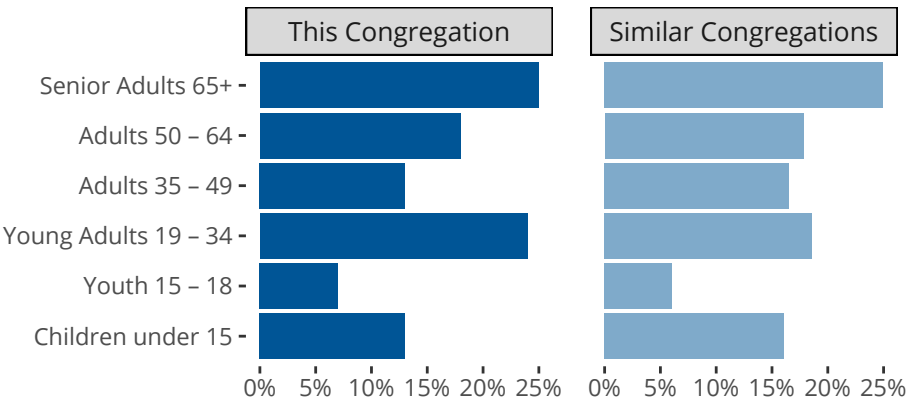 This Congregation
Similar Congregations
Senior Adults 65+
Adults 50 – 64
Adults 35 – 49
Young Adults 19 – 34
Youth 15 – 18
Children under 15
0% 5% 10% 15% 20% 25%
0% 5% 10% 15% 20% 25%